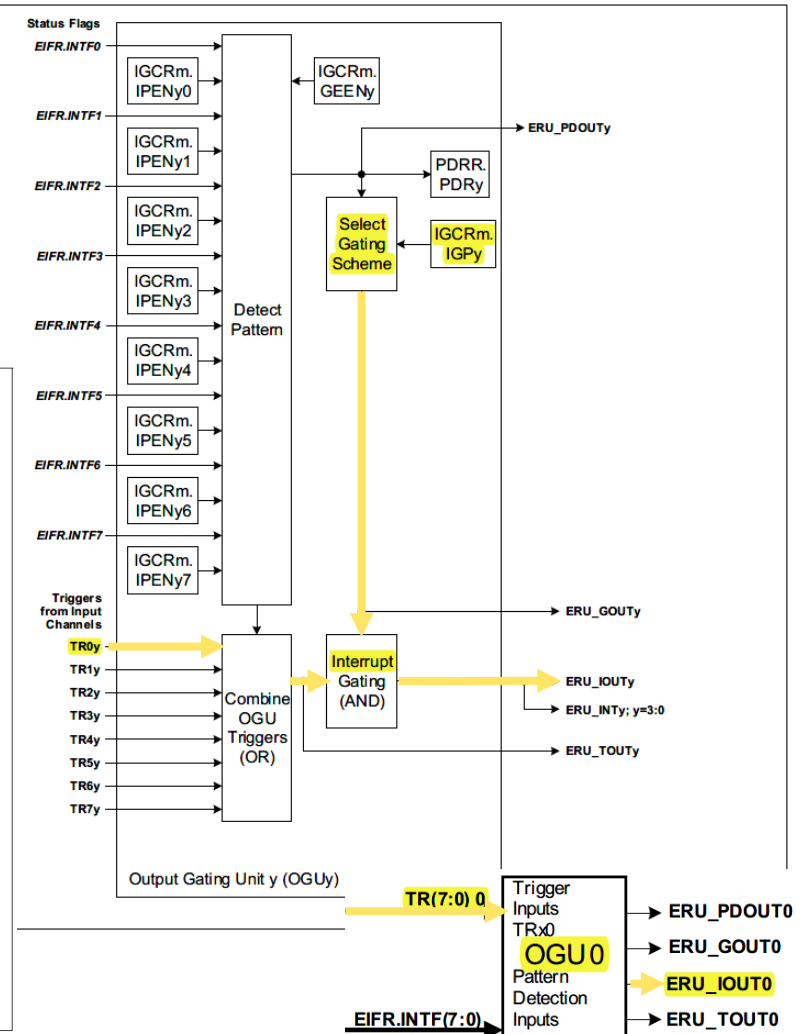 Status Flags
EIFR.INTF0
IGCRm.
IPENy0
IGCRm.
GEENy
EIFR.INTF1
ERU_PDOUTy
IGCRm.
IPENy1
PDRR.
PDRy
EIFR.INTF2
IGCRm.
IPENy2
Select
Gating
Scheme
IGCRm.
IGPy
EIFR.INTF3
IGCRm.
IPENy3
Detect
Pattern
EIFR.INTF4
IGCRm.
IPENy4
EIFR.INTF5
IGCRm.
IPENy5
EIFR.INTF6
IGCRm.
IPENy6
EIFR.INTF7
IGCRm.
IPENy7
Triggers
from Input
Channels
ERU_GOUTy
TR0y
TR1y
TR2y
TR3y
TR4y
TR5y
TR6y
TR7y
Combine
OGU
Triggers
(OR)
Interrupt
Gating
(AND)
ERU_IOUTy
ERU_INTy; y=3:0
ERU_TOUTy
Output Gating Unit y (OGUy)
TR(7:0) 0
Trigger
Inputs
TRx0
OGU0
Pattern
Detection
Inputs
EIFR.INTF(7:0)
ERU_PDOUT0
ERU_GOUT0
ERU_IOUT0
ERU_TOUT0